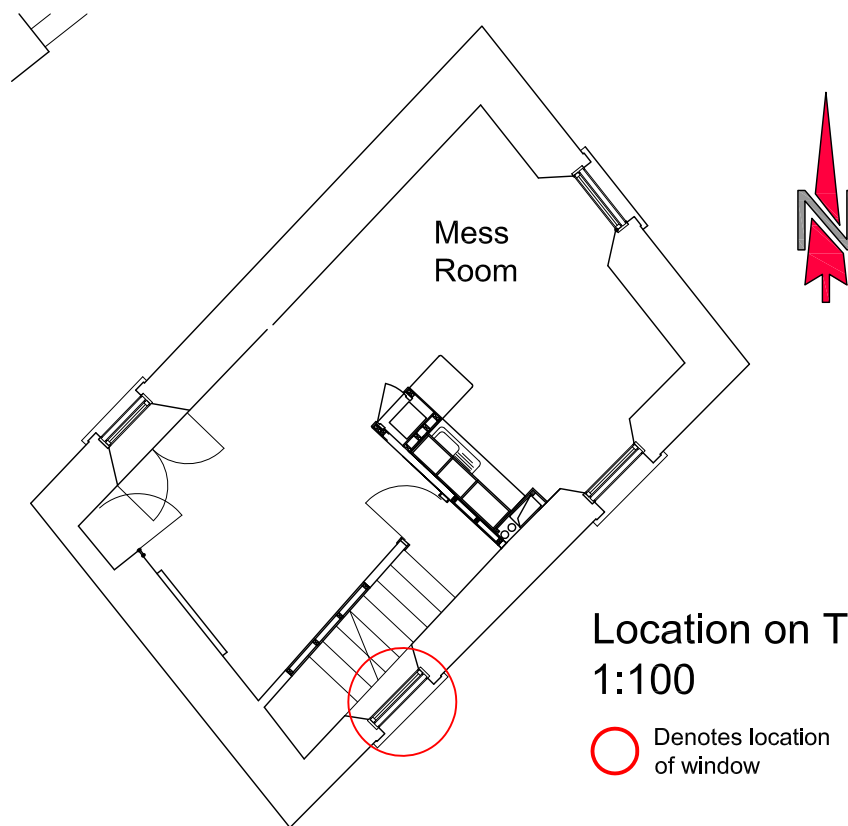 Mess
Room
N
Location on T
1:100
Denotes location
of window